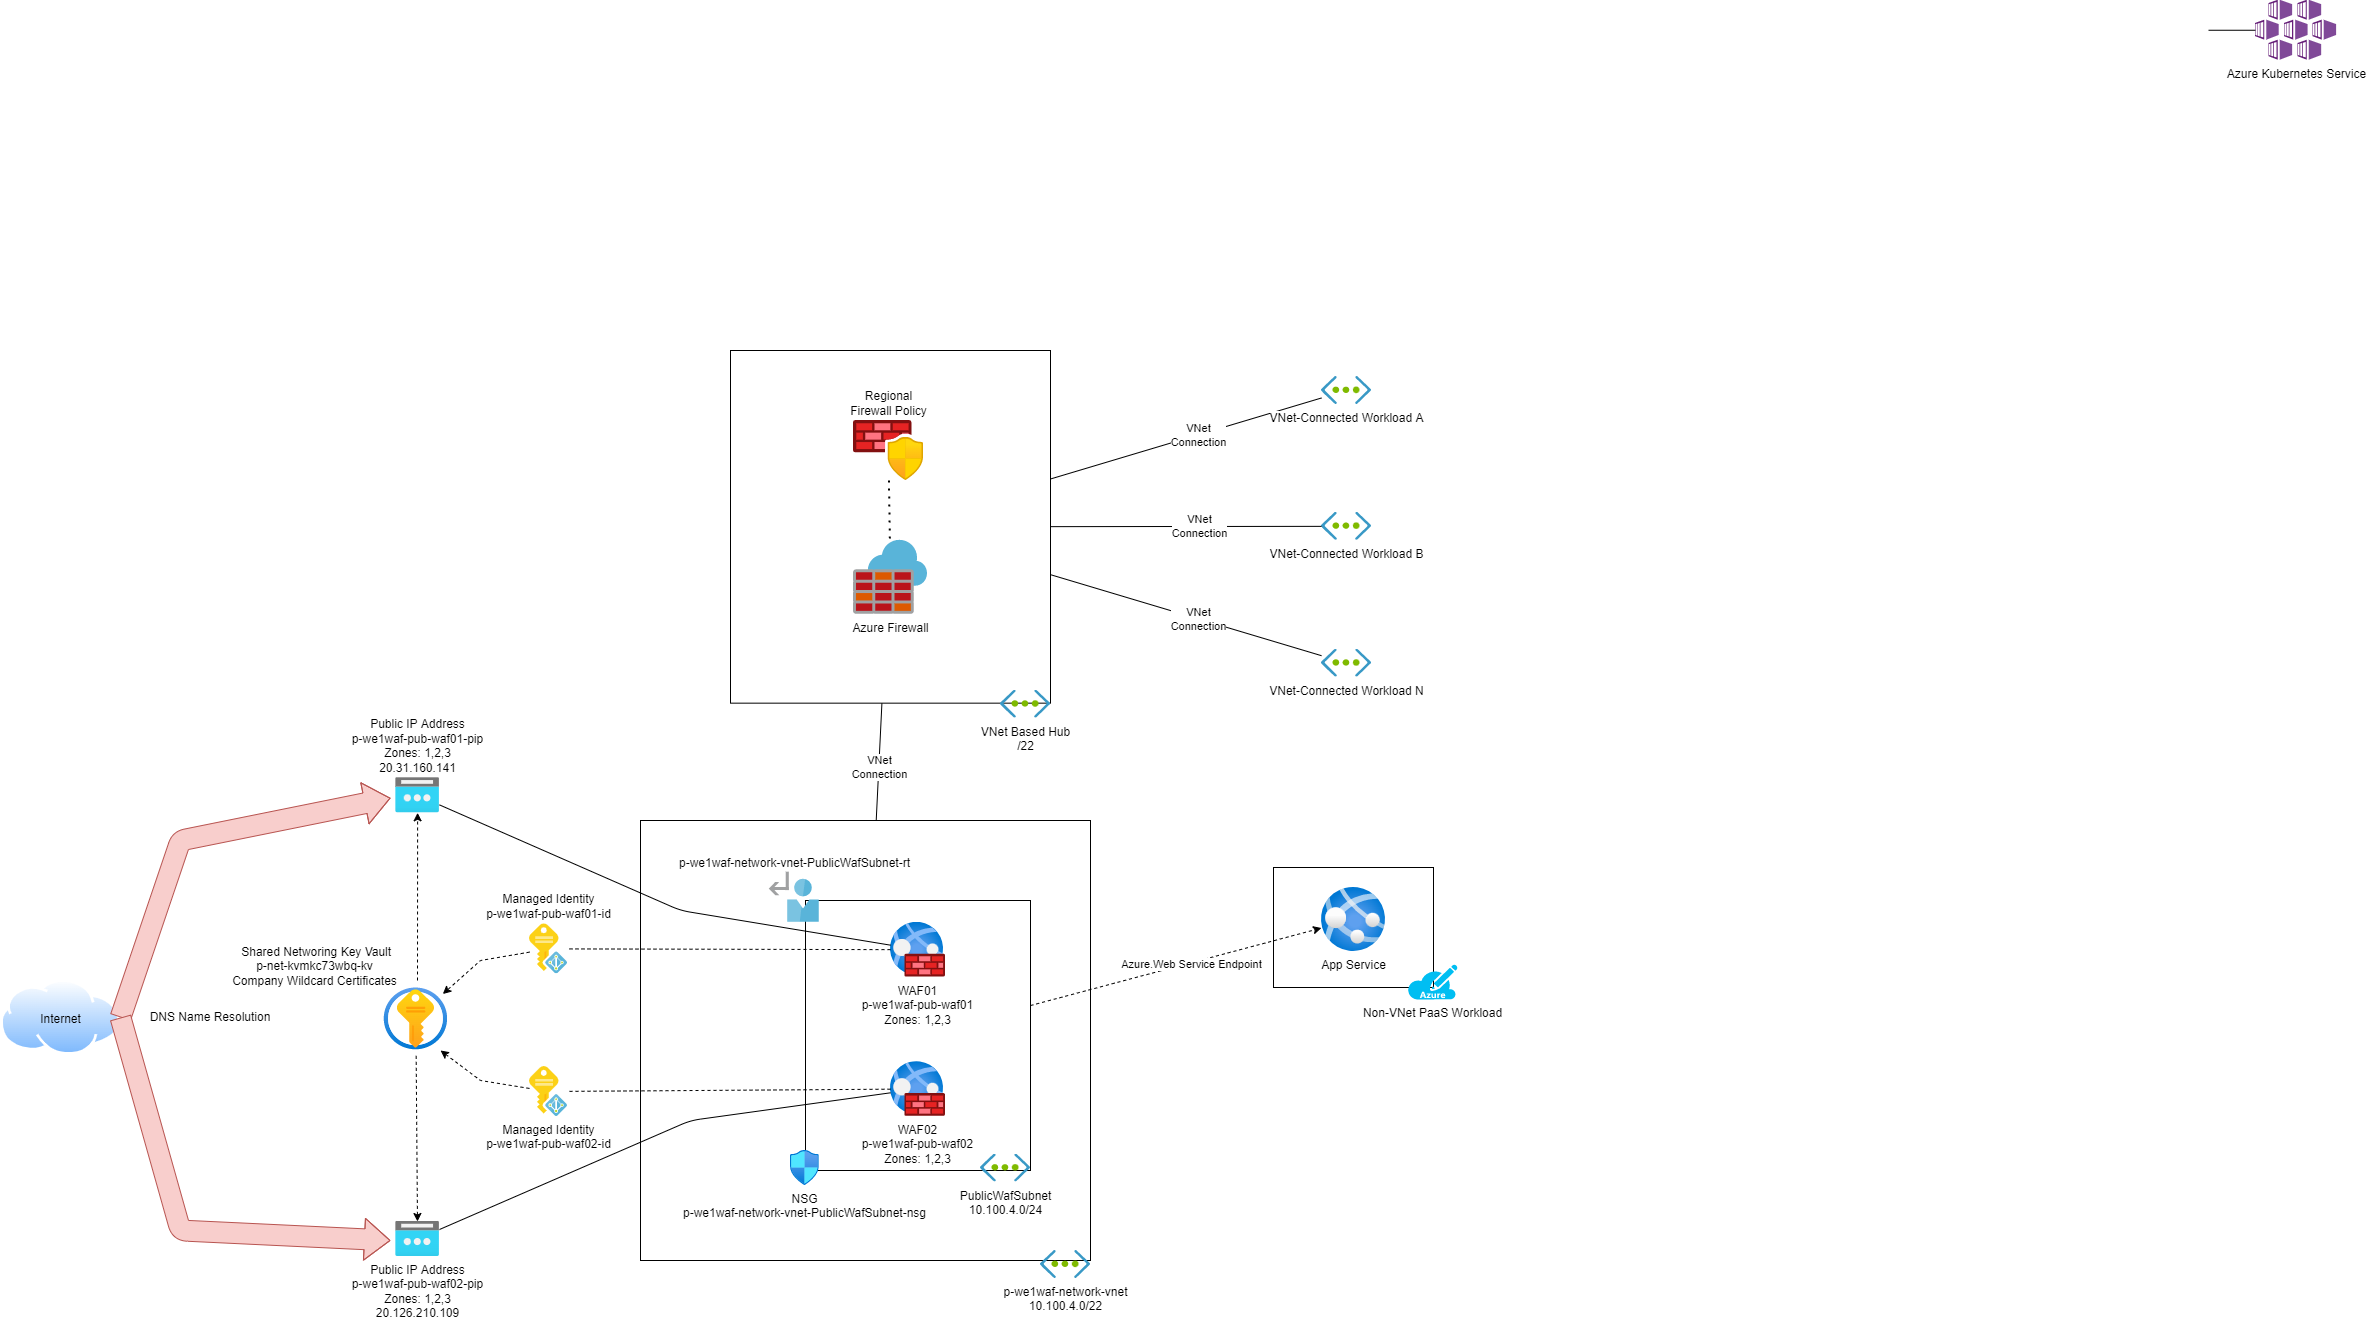 Azure Kubernetes Service
Regional
Firewall Policy
Azure Firewall
VNet
Connection
VNet-Connected Workload A
VNet
Connection
VNet-Connected Workload B
VNet
Connection
VNet-Connected Workload N
VNet Based Hub
/22
VNet
Connection
Public IP Address
p-we1waf-pub-waf01-pip
Zones: 1,2,3
20.31.160.141
p-we1waf-network-vnet-PublicWafSubnet-rt
Managed Identity
p-we1waf-pub-waf01-id
Shared Networing Key Vault
p-net-kvmkc73wbq-kv
Company Wildcard Certificates
Internet
DNS Name Resolution
WAF01
p-we1waf-pub-waf01
Zones: 1,2,3
Azure.Web Service Endpoint
App Service
Azure
Non-VNet PaaS Workload
Managed Identity
p-we1waf-pub-waf02-id
WAF02
p-we1waf-pub-waf02
Zones: 1,2,3
NSG
p-we1waf-network-vnet-PublicWafSubnet-nsg
PublicWafSubnet
10.100.4.0/24
Public IP Address
p-we1waf-pub-waf02-pip
Zones: 1,2,3
20.126.210.109
p-we1waf-network-vnet
10.100.4.0/22